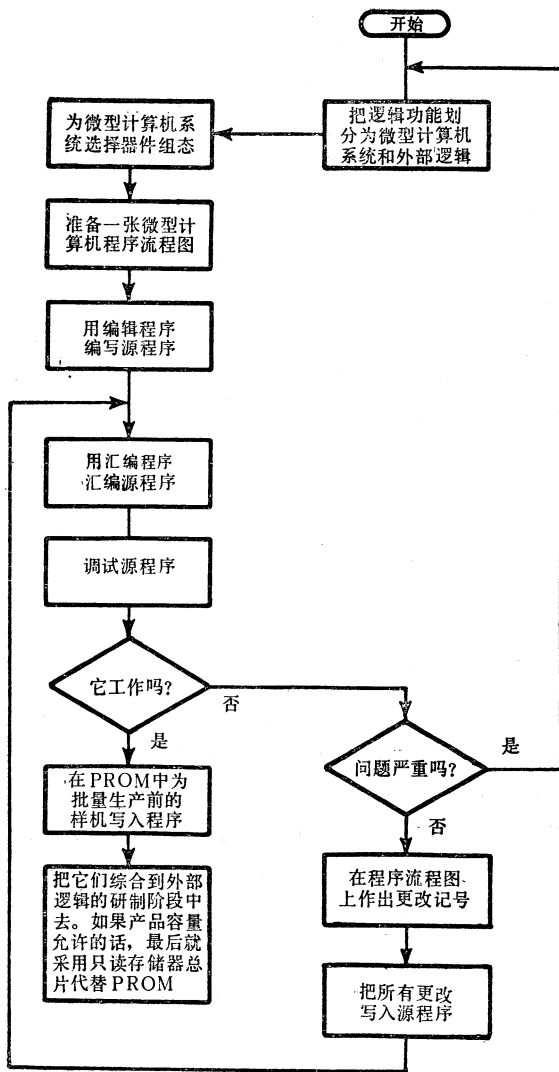 开始
把逻辑功能划
分为微型计算机
系统和外部逻辑
为微型计算机系
统选择器件组态
准备一张微型计
算机程序流程图
用编辑程序
编写源程序
用汇编程序
汇编源程序
调试源程序
它工作吗?
否
是
问题严重吗?
是
否
在PROM中为
批量生产前的
样机写入程序
把它们综合到外部
逻辑的研制阶段中
去。如果产品容量
允许的话，最后就
采用只读存储器总
片代替PROM
在程序流程图
上作出更改记号
把所有更改
写入源程序